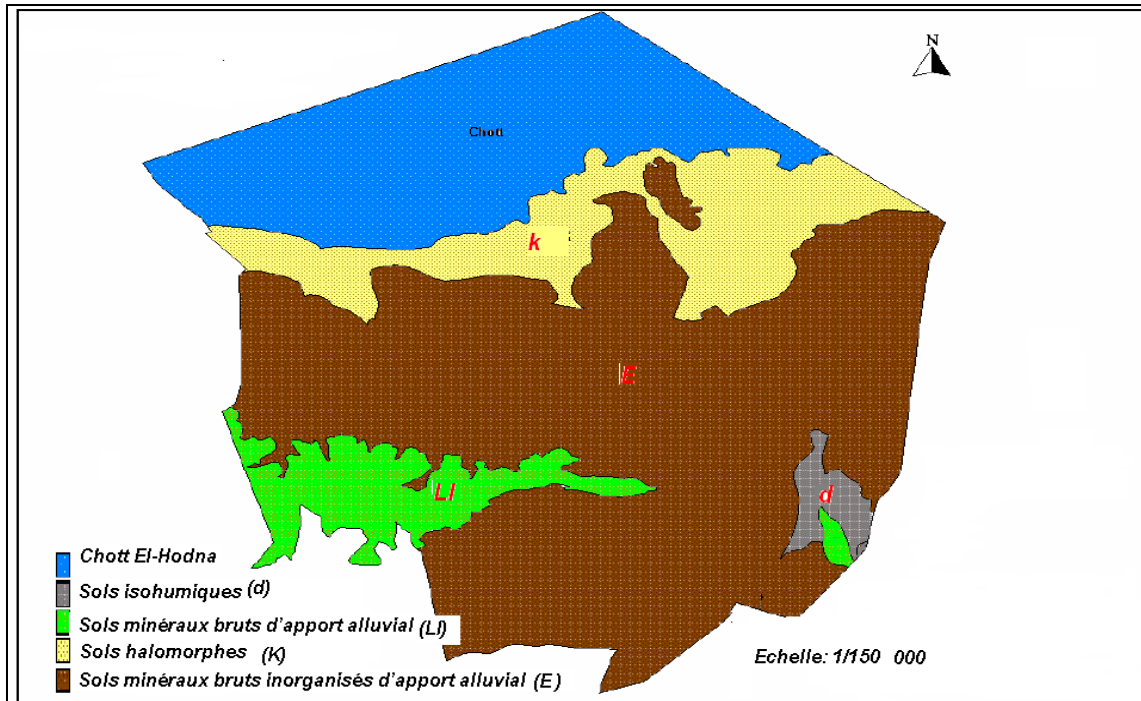 N
Chott
k
E
LI
d
Chott El-Hodna
Sols isohumiques (d)
Sols minéraux bruts d'apport alluvial (LI)
Sols halomorphes (K)
Sols minéraux bruts inorganisés d'apport alluvial (E)
Echelle: 1/150 000